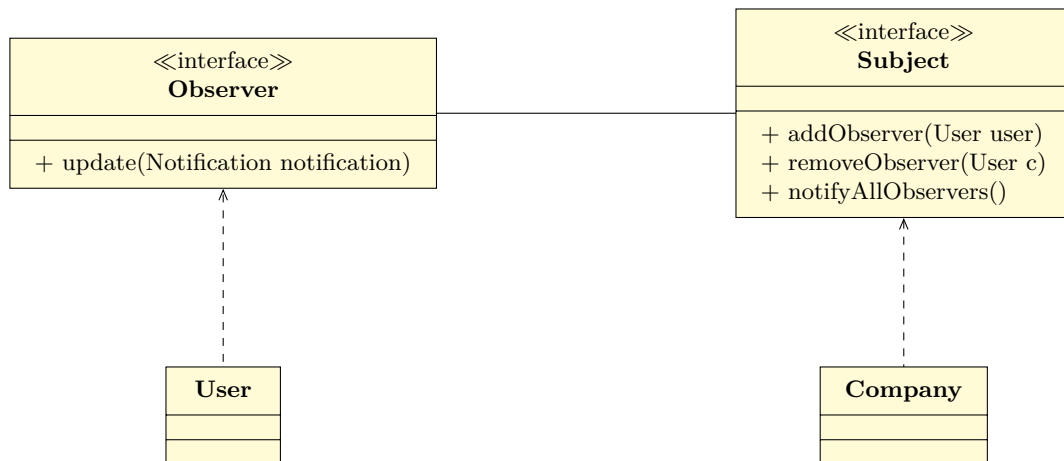 ≪interface≫
Observer
+ update(Notification notification)
≪interface≫
Subject
+ addObserver(User user)
+ removeObserver(User c)
+ notifyAllObservers()
User
Company